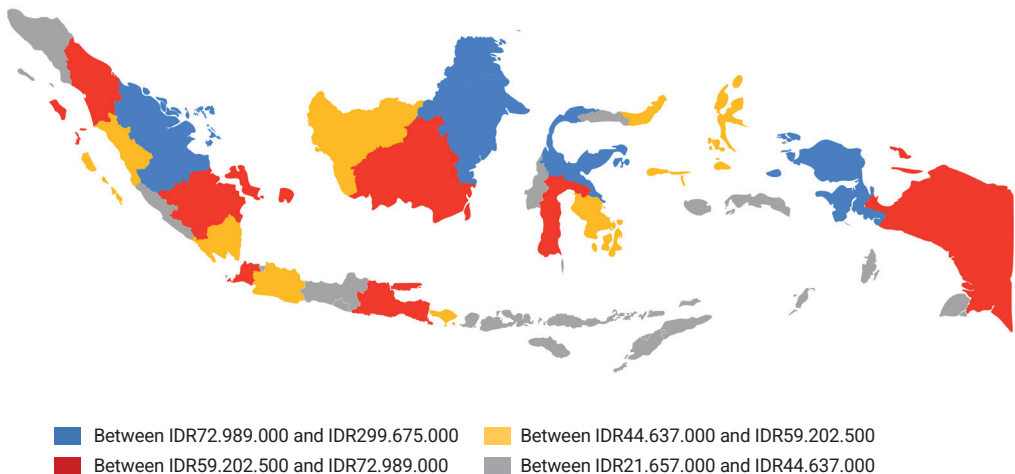 Between IDR72.989.000 and IDR299.675.000
Between IDR44.637.000 and IDR59.202.500
Between IDR59.202.500 and IDR72.989.000
Between IDR21.657.000 and IDR44.637.000